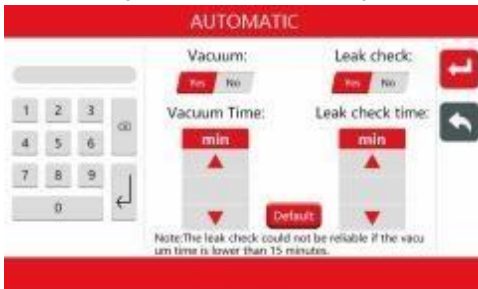 AUTOMATIC
Vacuum: Leak check:
Yes No Yes No
1 2 3
Vacuum Time: Leak check time:
4 5 6
min min
7 8 9
0
Default
Note:The leak check could not be reliable if the vacu
um time is lower than 15 minutes.